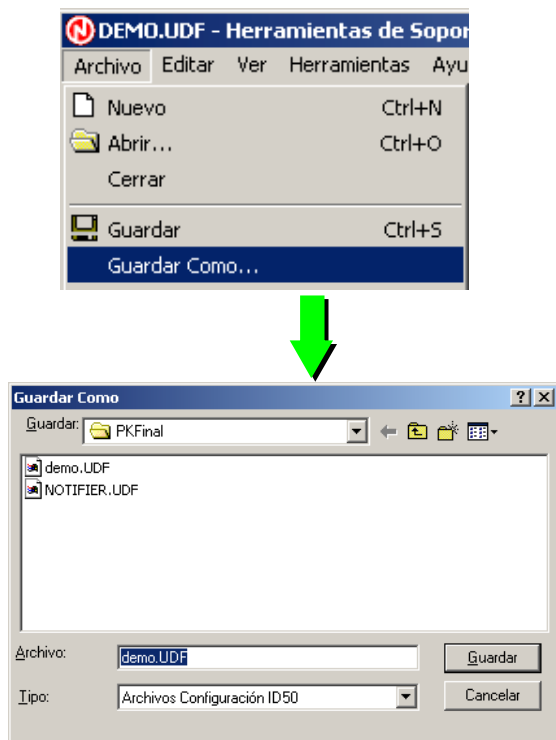 DEMO.UDF - Herramientas de Sopor
Archivo Editar Ver Herramientas Ayu
Nuevo Ctrl+N
Abrir... Ctrl+O
Cerrar
Guardar Ctrl+S
Guardar Como...
Guardar Como
Guardar: PKFinal
demo.UDF
NOTIFIER.UDF
Archivo: demo.UDF Guardar
Tipo: Archivos Configuración ID50 Cancelar